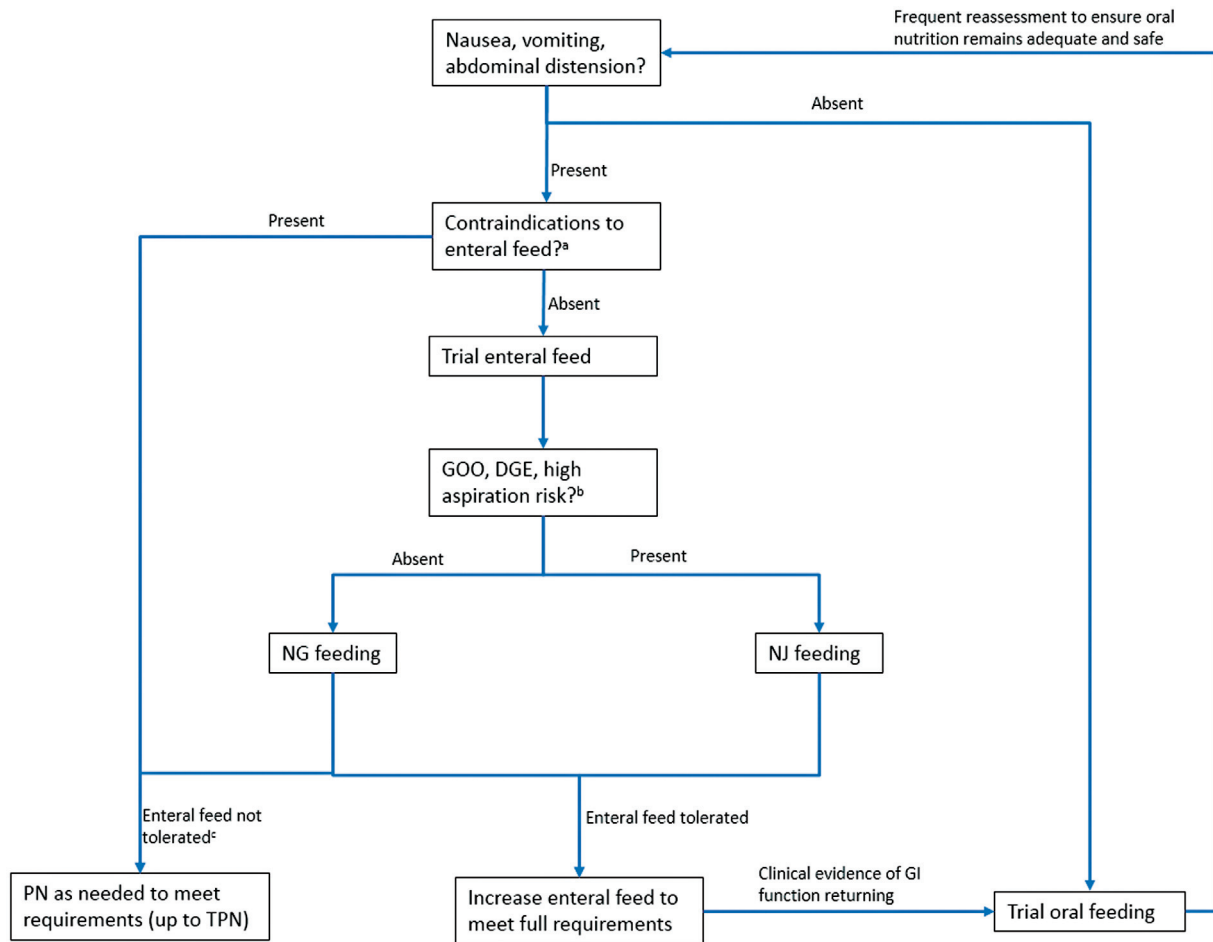 Frequent reassessment to ensure oral
nutrition remains adequate and safe
Nausea, vomiting,
abdominal distension?
Absent
Present
Present
Contraindications to
enteral feed?ᵃ
Absent
Trial enteral feed
GOO, DGE, high
aspiration risk?ᵇ
Absent
Present
NG feeding
NJ feeding
Enteral feed not
toleratedᶜ
Enteral feed tolerated
PN as needed to meet
requirements (up to TPN)
Increase enteral feed to
meet full requirements
Clinical evidence of GI
function returning
Trial oral feeding